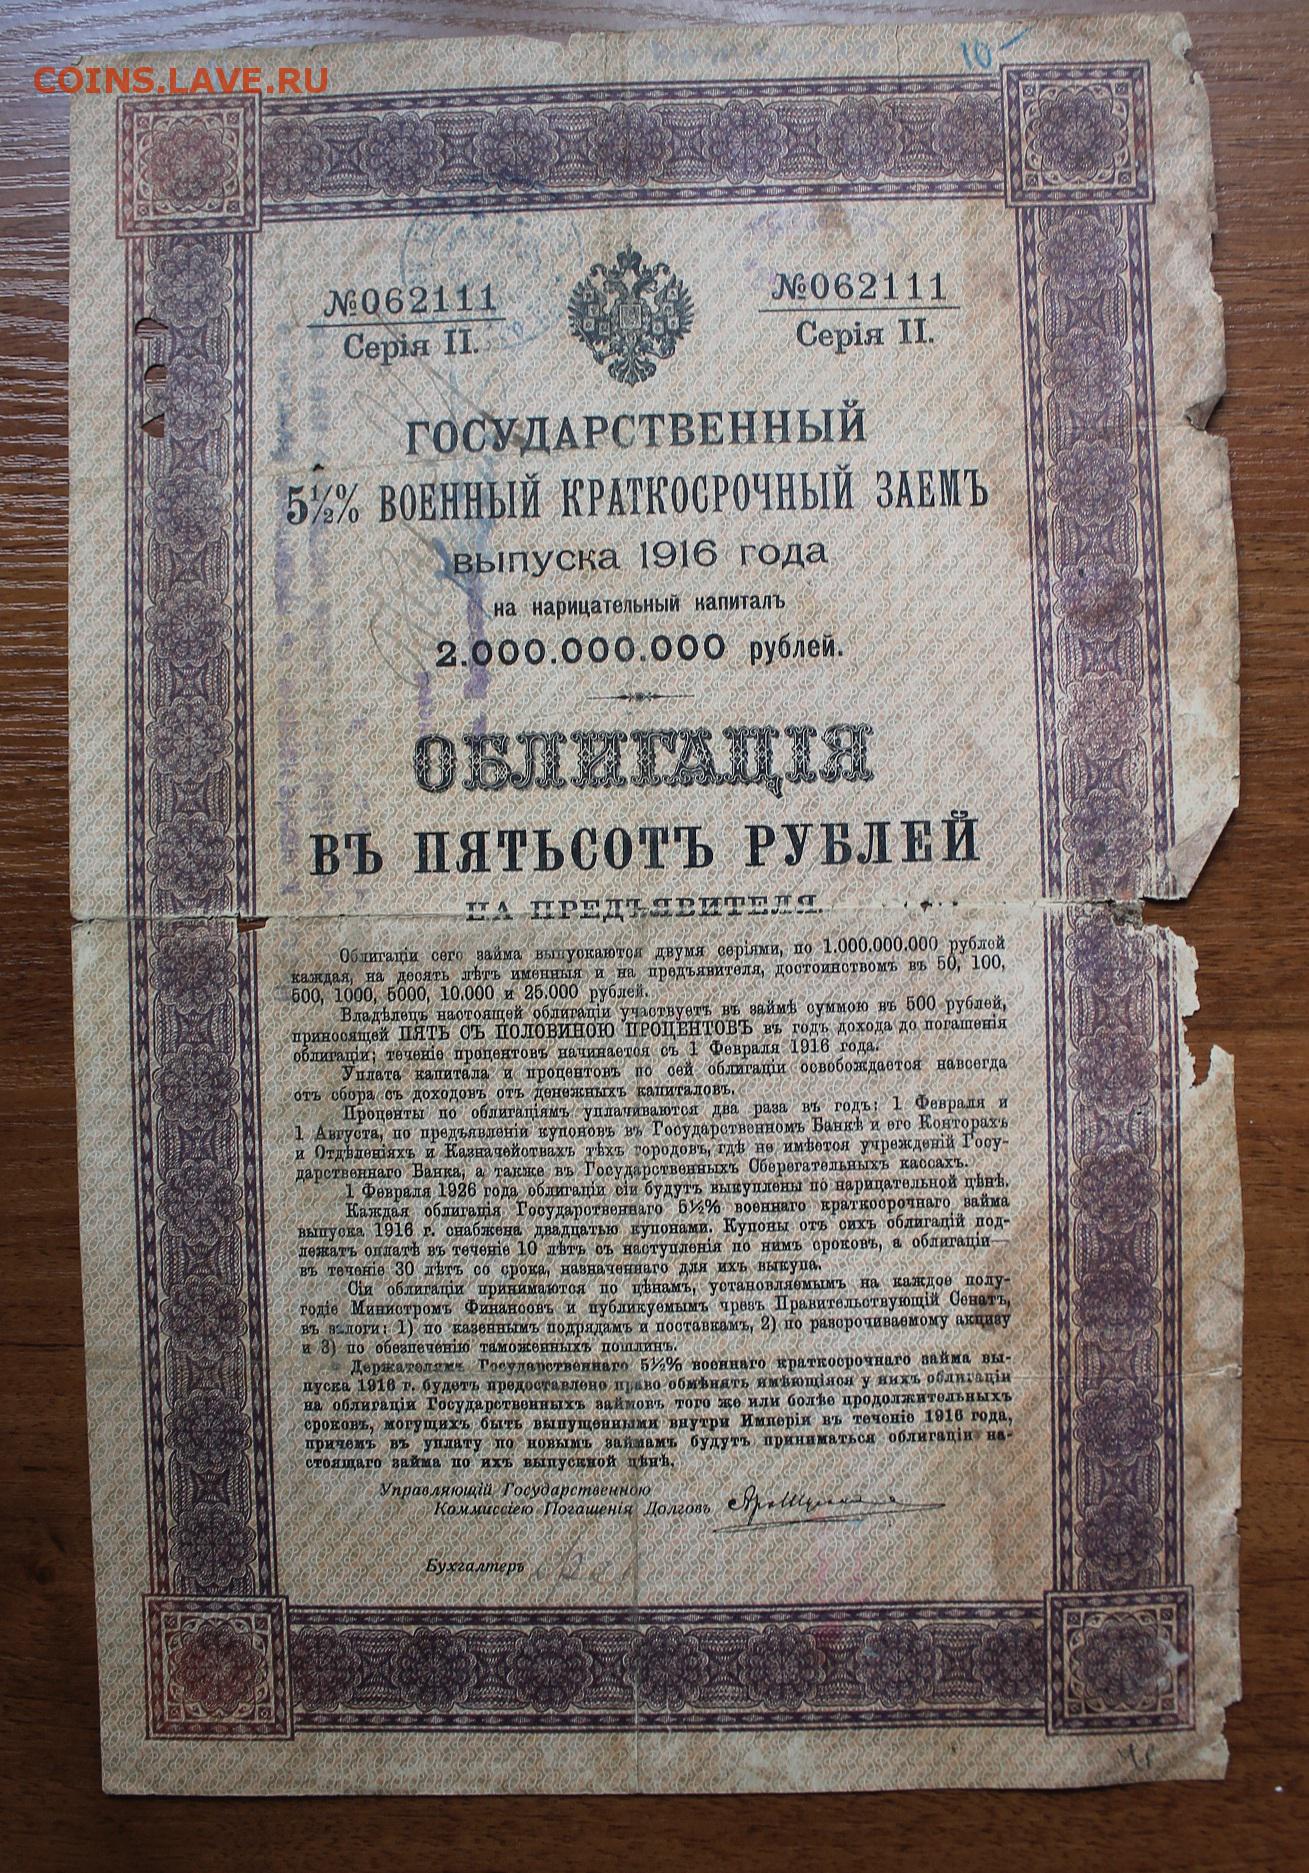 COINS.LAVE.RU
10-
№062111
Серія II.
№062111
Серія II.
ГОСУДАРСТВЕННЫЙ
5½% ВОЕННЫЙ КРАТКОСРОЧНЫЙ ЗАЕМЪ
выпуска 1916 года
на нарицательный капиталъ
2.000.000.000 рублей.
ОБЛИГАЦІЯ
ВЪ ПЯТЬСОТЪ РУБЛЕЙ
НА ПРЕДЪЯВИТЕЛЯ.
Облигаціи сего займа выпускаются двумя серіями, по 1.000.000.000 рублей
каждая, на десять лѣтъ именныя и на предъявителя, достоинствомъ въ 50, 100,
500, 1000, 5000, 10.000 и 25.000 рублей.
Владѣлецъ настоящей облигаціи участвуетъ въ займѣ суммою въ 500 рублей,
приносящей ПЯТЬ СЪ ПОЛОВИНОЮ ПРОЦЕНТОВЪ въ годъ дохода до погашенія
облигаціи; теченіе процентовъ начинается съ 1 Февраля 1916 года.
Уплата капитала и процентовъ по сей облигаціи освобождается навсегда
отъ сбора съ доходовъ отъ денежныхъ капиталовъ.
Проценты по облигаціямъ уплачиваются два раза въ годъ: 1 Февраля и
1 Августа, по предъявленіи купоновъ въ Государственномъ Банкѣ и его Конторахъ
и Отдѣленіяхъ и Казначействахъ тѣхъ городовъ, гдѣ не имѣется учрежденій Госу-
дарственнаго Банка, а также въ Государственныхъ Сберегательныхъ кассахъ.
1 Февраля 1926 года облигаціи сіи будутъ выкуплены по нарицательной цѣнѣ.
Каждая облигація Государственнаго 5½% военнаго краткосрочнаго займа
выпуска 1916 г. снабжена двадцатью купонами. Купоны отъ сихъ облигацій под-
лежатъ оплатѣ въ теченіе 10 лѣтъ съ наступленія по нимъ сроковъ, а облигаціи—
въ теченіе 30 лѣтъ со срока, назначеннаго для ихъ выкупа.
Сіи облигаціи принимаются по цѣнамъ, установляемымъ на каждое полу-
годіе Министромъ Финансовъ и публикуемымъ чрезъ Правительствующій Сенатъ,
въ залоги: 1) по казеннымъ подрядамъ и поставкамъ, 2) по разсрочиваемому акцизу
и 3) по обезпеченію таможенныхъ пошлинъ.
Держателямъ Государственнаго 5½% военнаго краткосрочнаго займа вы-
пуска 1916 г. будетъ предоставлено право обмѣнять имѣющіяся у нихъ облигаціи
на облигаціи Государственныхъ займовъ того же или болѣе продолжительныхъ
сроковъ, могущихъ быть выпущенными внутри Имперіи въ теченіе 1916 года,
причемъ въ уплату по новымъ займамъ будутъ приниматься облигаціи на-
стоящаго займа по ихъ выпускной цѣнѣ.
Управляющій Государственною
Коммиссіею Погашенія Долговъ
Бухгалтеръ